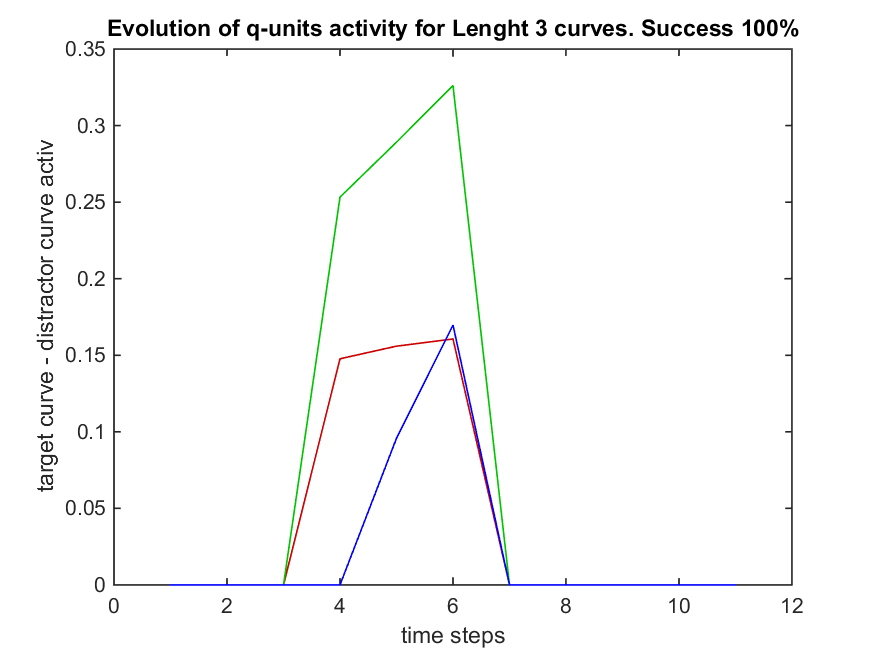 Evolution of q-units activity for Lenght 3 curves. Success 100%
target curve - distractor curve activ
0.35
0.3
0.25
0.2
0.15
0.1
0.05
0
0 2 4 6 8 10 12
time steps